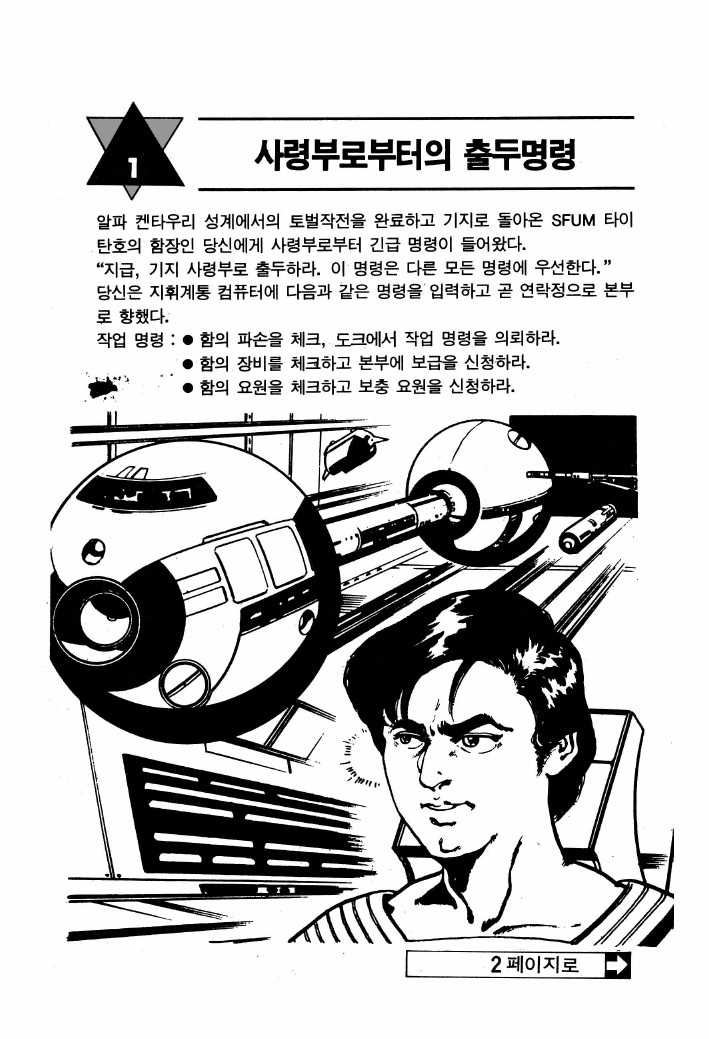 1
사령부로부터의 출두명령
알파 켄타우리 성계에서의 토벌작전을 완료하고 기지로 돌아온 SFUM 타이
탄호의 함장인 당신에게 사령부로부터 긴급 명령이 들어왔다.
“지급, 기지 사령부로 출두하라. 이 명령은 다른 모든 명령에 우선한다.”
당신은 지휘계통 컴퓨터에 다음과 같은 명령을 입력하고 곧 연락정으로 본부
로 향했다.
작업 명령 : ● 함의 파손을 체크, 도크에서 작업 명령을 의뢰하라.
● 함의 장비를 체크하고 본부에 보급을 신청하라.
● 함의 요원을 체크하고 보충 요원을 신청하라.
2 페이지로